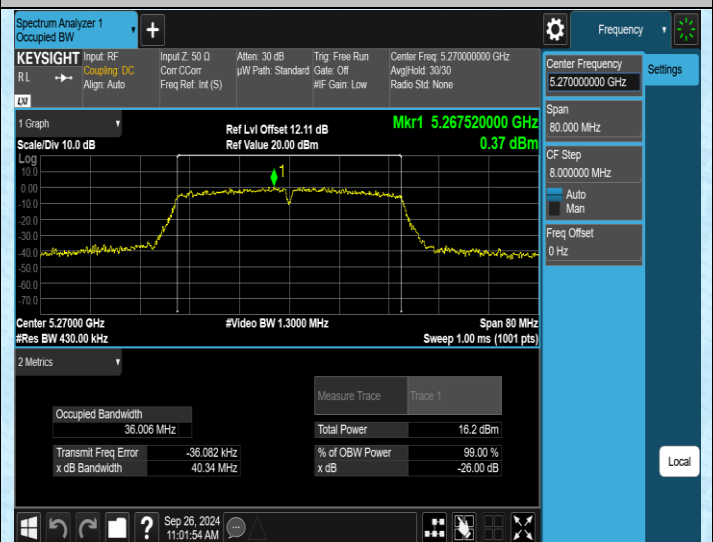 Spectrum Analyzer 1
Occupied BW
+
Frequency
KEYSIGHT
RL
LXI
Input: RF
Coupling: DC
Align: Auto
Input Z: 50 Ω
Corr CCorr
Freq Ref: Int (S)
Atten: 30 dB
µW Path: Standard
Trig: Free Run
Gate: Off
#IF Gain: Low
Center Freq: 5.270000000 GHz
Avg|Hold: 30/30
Radio Std: None
Center Frequency
5.270000000 GHz
Settings
Span
80.000 MHz
CF Step
8.000000 MHz
Auto
Man
Freq Offset
0 Hz
Local
1 Graph
Scale/Div 10.0 dB
Ref Lvl Offset 12.11 dB
Ref Value 20.00 dBm
Mkr1 5.267520000 GHz
0.37 dBm
Log
10.0
0.00
-10.0
-20.0
-30.0
-40.0
-50.0
-60.0
-70.0
1
Center 5.27000 GHz
#Res BW 430.00 kHz
#Video BW 1.3000 MHz
Span 80 MHz
Sweep 1.00 ms (1001 pts)
2 Metrics
Measure Trace Trace 1
Occupied Bandwidth
36.006 MHz
Total Power 16.2 dBm
Transmit Freq Error -36.082 kHz
% of OBW Power 99.00 %
x dB Bandwidth 40.34 MHz
x dB -26.00 dB
?
Sep 26, 2024
11:01:54 AM